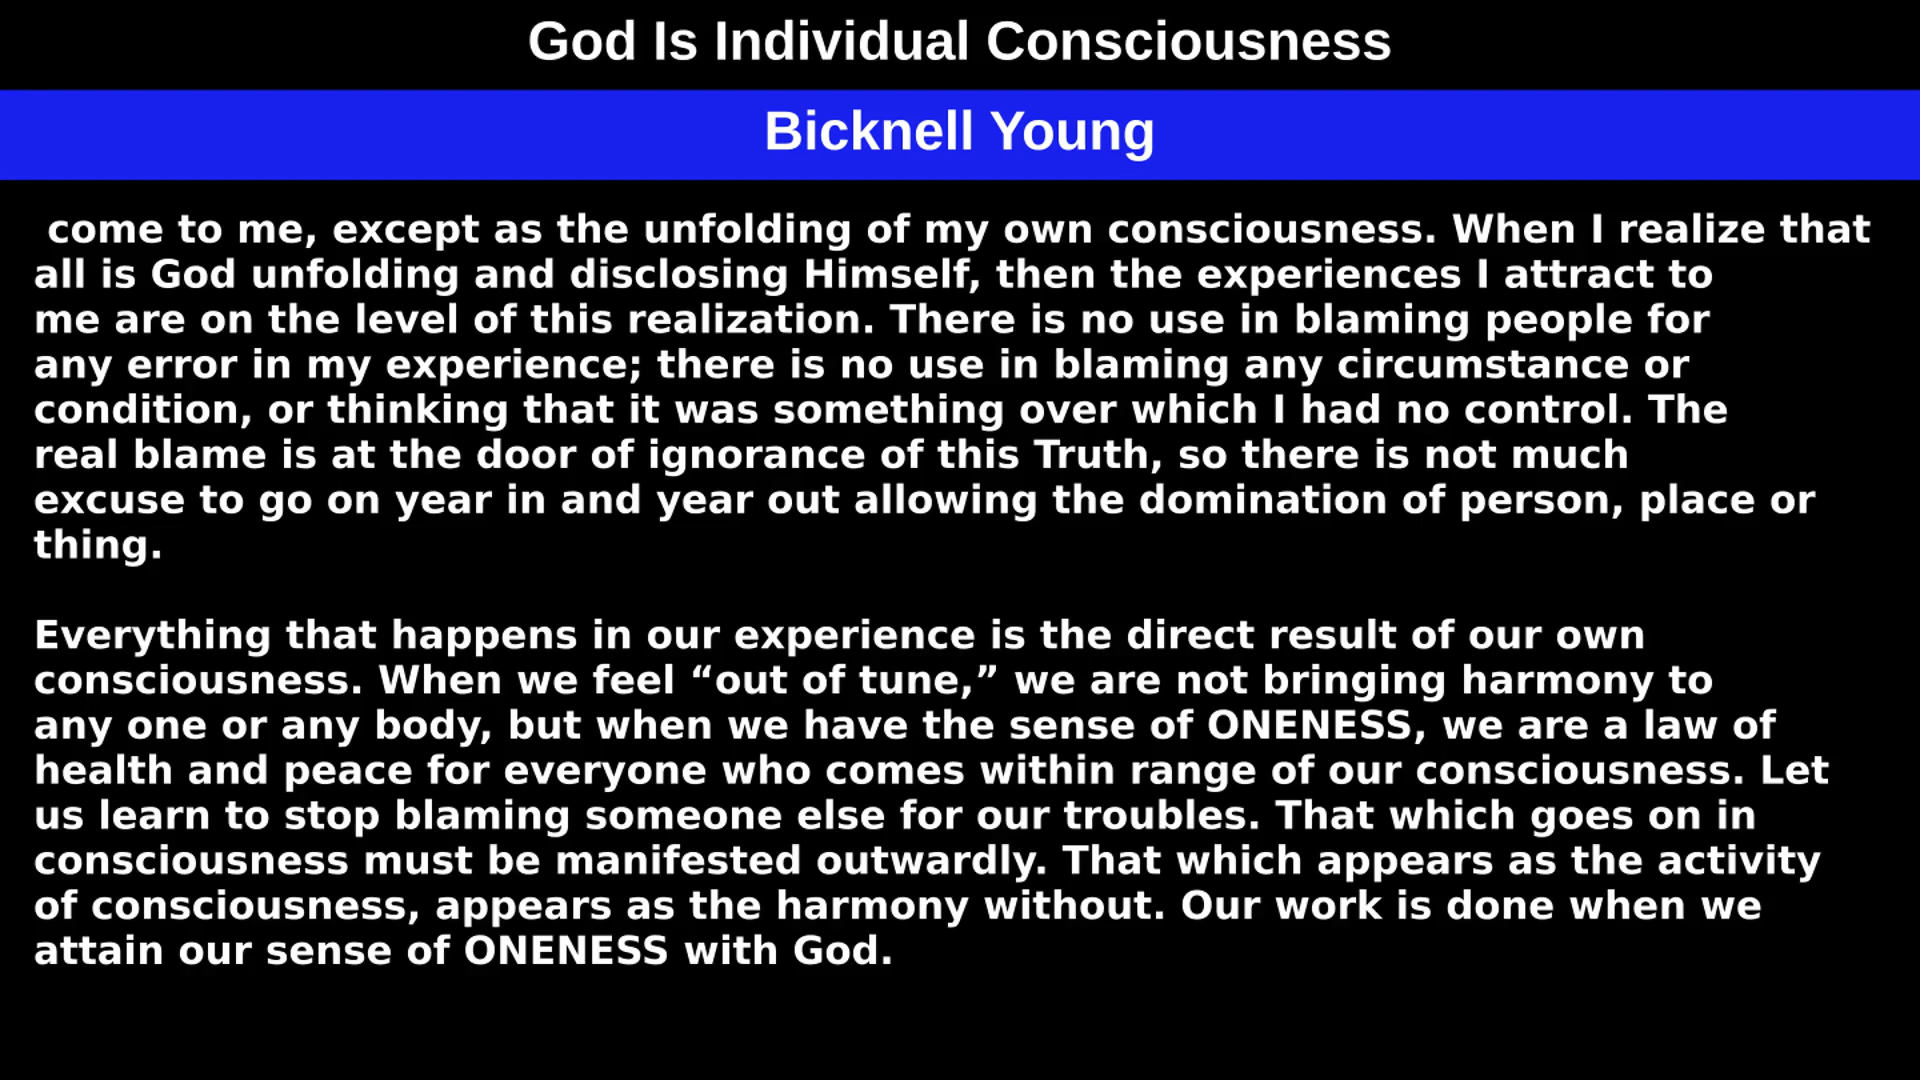 God Is Individual Consciousness
Bicknell Young
come to me, except as the unfolding of my own consciousness. When I realize that
all is God unfolding and disclosing Himself, then the experiences I attract to
me are on the level of this realization. There is no use in blaming people for
any error in my experience; there is no use in blaming any circumstance or
condition, or thinking that it was something over which I had no control. The
real blame is at the door of ignorance of this Truth, so there is not much
excuse to go on year in and year out allowing the domination of person, place or
thing.
Everything that happens in our experience is the direct result of our own
consciousness. When we feel “out of tune,” we are not bringing harmony to
any one or any body, but when we have the sense of ONENESS, we are a law of
health and peace for everyone who comes within range of our consciousness. Let
us learn to stop blaming someone else for our troubles. That which goes on in
consciousness must be manifested outwardly. That which appears as the activity
of consciousness, appears as the harmony without. Our work is done when we
attain our sense of ONENESS with God.